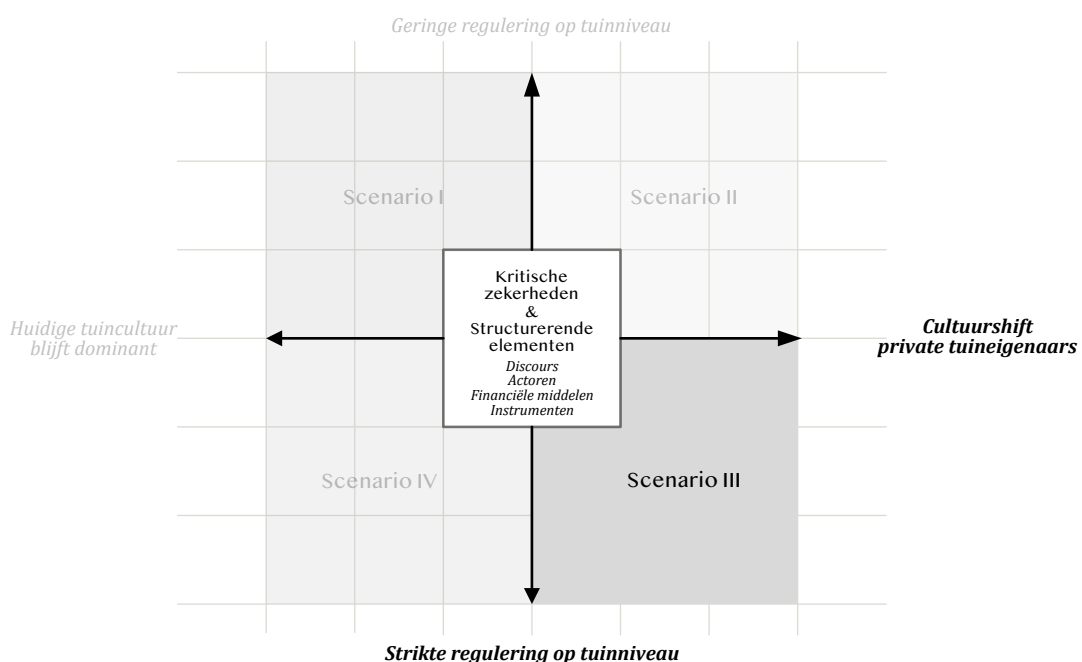 Geringe regulering op tuinniveau
Scenario I
Scenario II
Kritische
zekerheden
&
Structurerende
elementen
Discours
Actoren
Financiële middelen
Instrumenten
Huidige tuincultuur
blijft dominant
Cultuurshift
private tuineigenaars
Scenario IV
Scenario III
Strikte regulering op tuinniveau